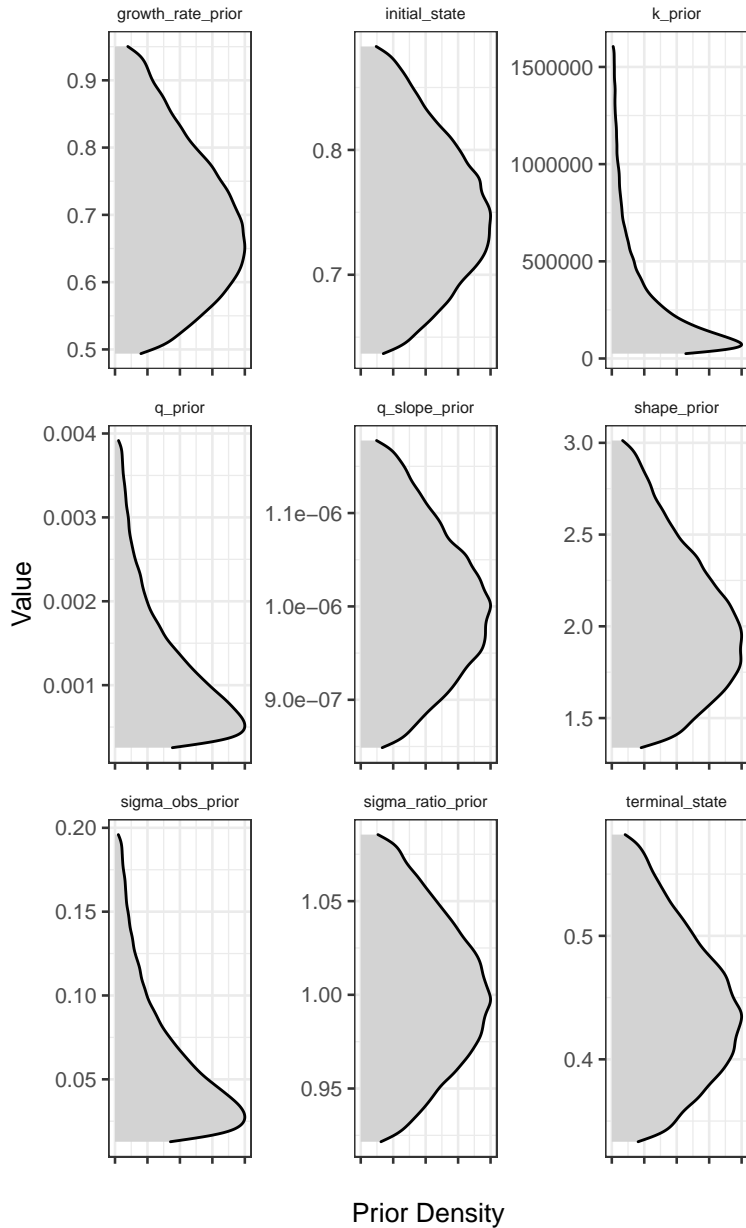 growth_rate_prior initial_state k_prior
0.9 0.8 1500000
0.8 0.7 1000000
0.7 500000
0.6 0
0.5
q_prior q_slope_prior shape_prior
0.004 1.1e−06 3.0
0.003 1.0e−06 2.5
0.002 9.0e−07 2.0
0.001 1.5
Value
sigma_obs_prior sigma_ratio_prior terminal_state
0.20 1.05 0.5
0.15 1.00 0.4
0.10 0.95
0.05
Prior Density